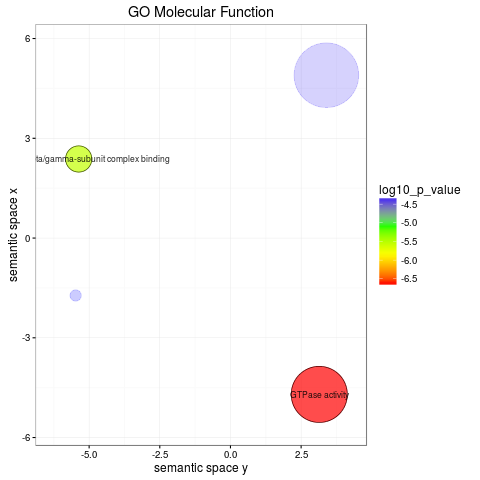 GO Molecular Function
6
3
0
-3
-6
semantic space x
ta/gamma-subunit complex binding
GTPase activity
-5.0
-2.5
0.0
2.5
semantic space y
log10_p_value
-4.5
-5.0
-5.5
-6.0
-6.5